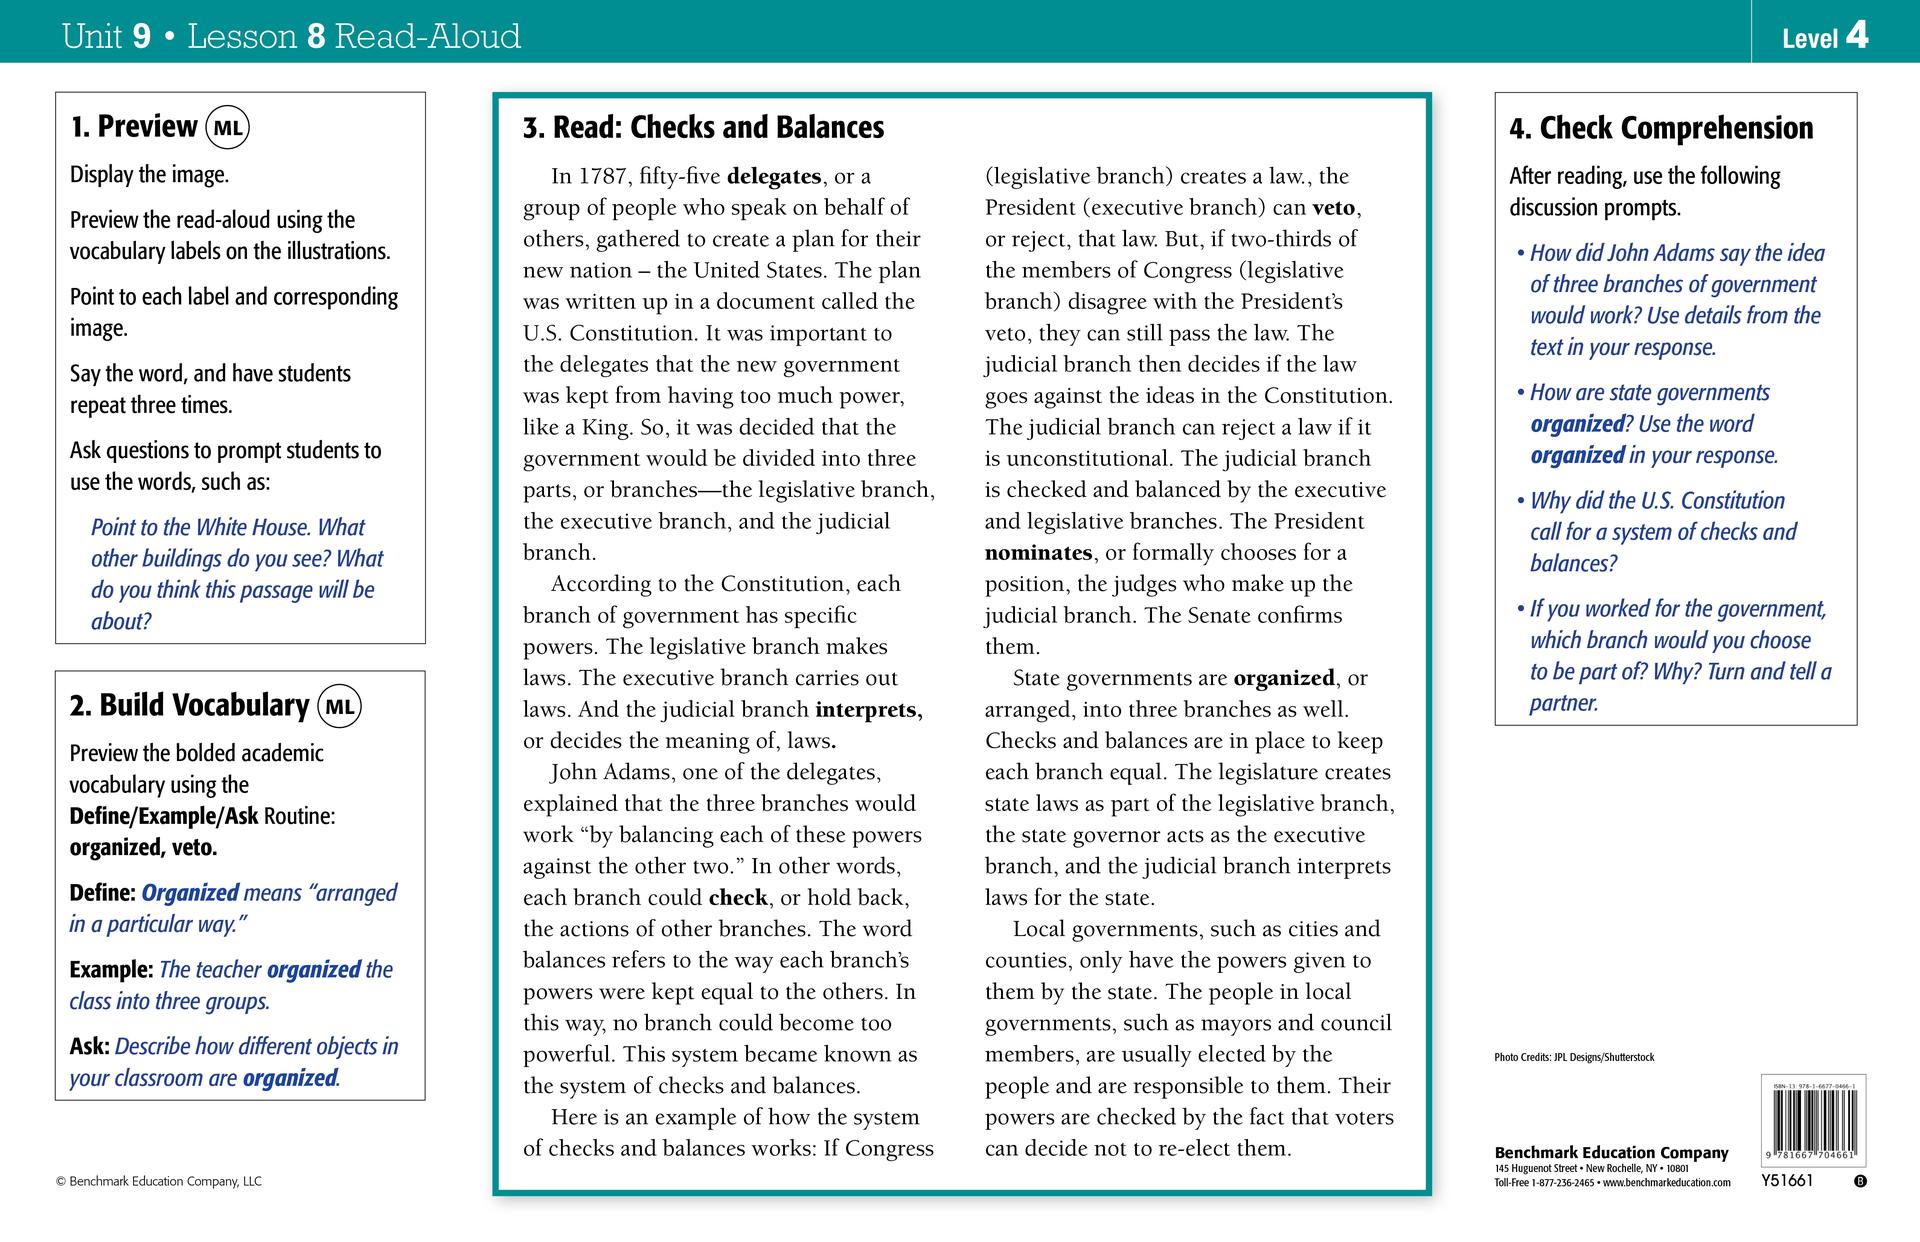 Unit 9 • Lesson 8 Read-Aloud
Level 4
1. Preview ML
Display the image.
Preview the read-aloud using the
vocabulary labels on the illustrations.
Point to each label and corresponding
image.
Say the word, and have students
repeat three times.
Ask questions to prompt students to
use the words, such as:
Point to the White House. What
other buildings do you see? What
do you think this passage will be
about?
2. Build Vocabulary ML
Preview the bolded academic
vocabulary using the
Define/Example/Ask Routine:
organized, veto.
Define: Organized means “arranged
in a particular way.”
Example: The teacher organized the
class into three groups.
Ask: Describe how different objects in
your classroom are organized.
© Benchmark Education Company, LLC
3. Read: Checks and Balances
In 1787, fifty-five delegates, or a
group of people who speak on behalf of
others, gathered to create a plan for their
new nation – the United States. The plan
was written up in a document called the
U.S. Constitution. It was important to
the delegates that the new government
was kept from having too much power,
like a King. So, it was decided that the
government would be divided into three
parts, or branches—the legislative branch,
the executive branch, and the judicial
branch.
According to the Constitution, each
branch of government has specific
powers. The legislative branch makes
laws. The executive branch carries out
laws. And the judicial branch interprets,
or decides the meaning of, laws.
John Adams, one of the delegates,
explained that the three branches would
work “by balancing each of these powers
against the other two.” In other words,
each branch could check, or hold back,
the actions of other branches. The word
balances refers to the way each branch’s
powers were kept equal to the others. In
this way, no branch could become too
powerful. This system became known as
the system of checks and balances.
Here is an example of how the system
of checks and balances works: If Congress
(legislative branch) creates a law., the
President (executive branch) can veto,
or reject, that law. But, if two-thirds of
the members of Congress (legislative
branch) disagree with the President’s
veto, they can still pass the law. The
judicial branch then decides if the law
goes against the ideas in the Constitution.
The judicial branch can reject a law if it
is unconstitutional. The judicial branch
is checked and balanced by the executive
and legislative branches. The President
nominates, or formally chooses for a
position, the judges who make up the
judicial branch. The Senate confirms
them.
State governments are organized, or
arranged, into three branches as well.
Checks and balances are in place to keep
each branch equal. The legislature creates
state laws as part of the legislative branch,
the state governor acts as the executive
branch, and the judicial branch interprets
laws for the state.
Local governments, such as cities and
counties, only have the powers given to
them by the state. The people in local
governments, such as mayors and council
members, are usually elected by the
people and are responsible to them. Their
powers are checked by the fact that voters
can decide not to re-elect them.
4. Check Comprehension
After reading, use the following
discussion prompts.
• How did John Adams say the idea
of three branches of government
would work? Use details from the
text in your response.
• How are state governments
organized? Use the word
organized in your response.
• Why did the U.S. Constitution
call for a system of checks and
balances?
• If you worked for the government,
which branch would you choose
to be part of? Why? Turn and tell a
partner.
Photo Credits: JPL Designs/Shutterstock
Benchmark Education Company
145 Huguenot Street • New Rochelle, NY • 10801
Toll-Free 1-877-236-2465 • www.benchmarkeducation.com
ISBN-13 978-1-6677-0466-1
9 781667 704661
Y51661
B